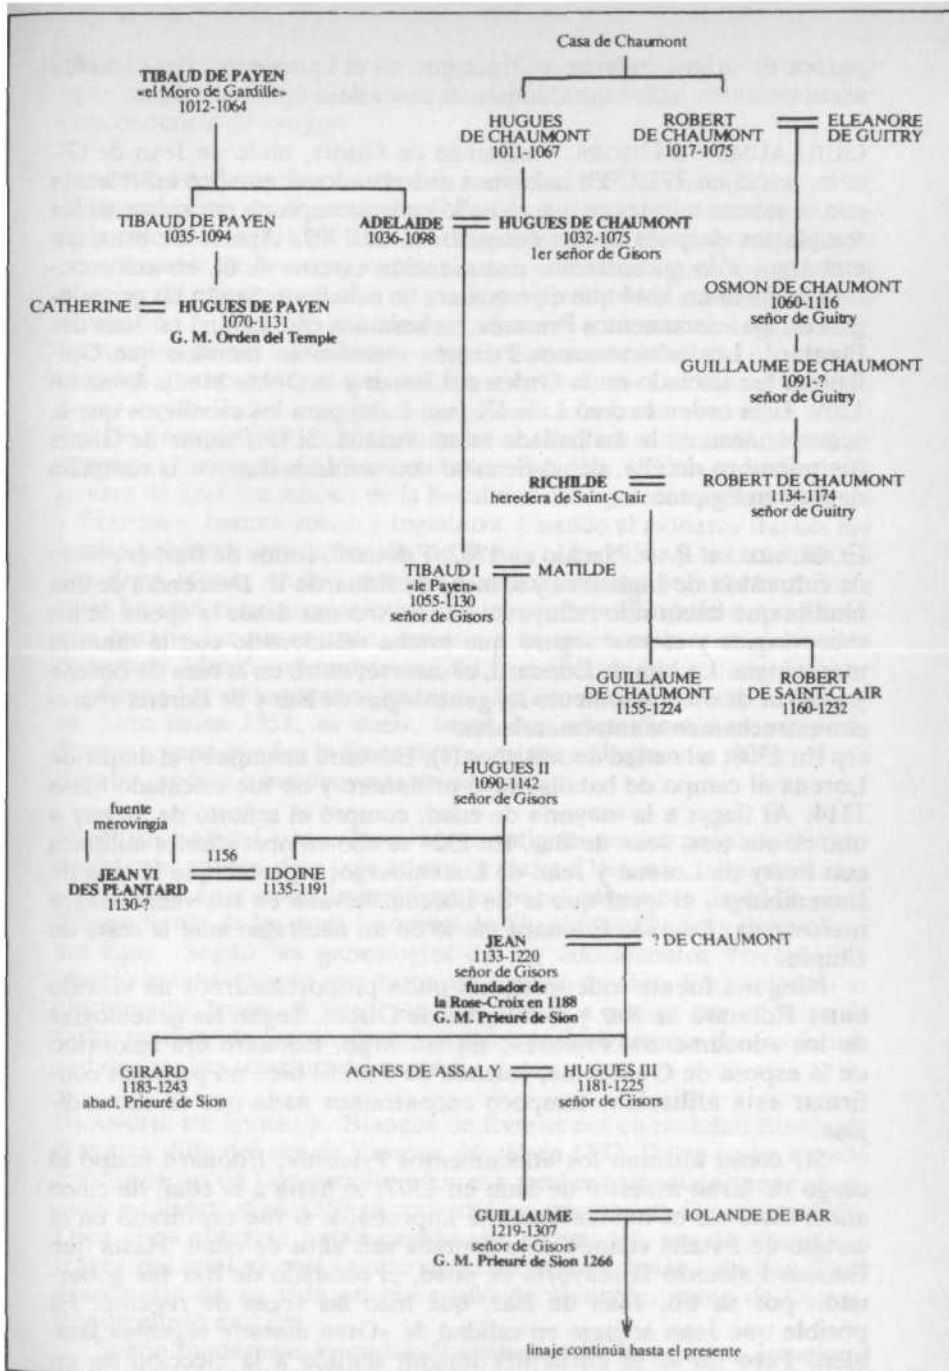 Casa de Chaumont
TIBAUD DE PAYEN
«el Moro de Gardille»
1012-1064
HUGUES
DE CHAUMONT
1011-1067
ROBERT
DE CHAUMONT
1017-1075
ELEANORE
DE GUITRY
TIBAUD DE PAYEN
1035-1094
ADELAIDE
1036-1098
HUGUES DE CHAUMONT
1032-1075
1er señor de Gisors
OSMON DE CHAUMONT
1060-1116
señor de Guitry
CATHERINE
HUGUES DE PAYEN
1070-1131
G. M. Orden del Temple
GUILLAUME DE CHAUMONT
1091-?
señor de Guitry
RICHILDE
heredera de Saint-Clair
ROBERT DE CHAUMONT
1134-1174
señor de Guitry
TIBAUD I
«le Payen»
1055-1130
señor de Gisors
MATILDE
GUILLAUME
DE CHAUMONT
1155-1224
ROBERT
DE SAINT-CLAIR
1160-1232
HUGUES II
1090-1142
señor de Gisors
fuente
merovingia
1156
JEAN VI
DES PLANTARD
1130-?
IDOINE
1135-1191
JEAN
1133-1220
señor de Gisors
fundador de
la Rose-Croix en 1188
G. M. Prieuré de Sion
? DE CHAUMONT
GIRARD
1183-1243
abad, Prieuré de Sion
AGNES DE ASSALY
HUGUES III
1181-1225
señor de Gisors
GUILLAUME
1219-1307
señor de Gisors
G. M. Prieuré de Sion 1266
IOLANDE DE BAR
linaje continúa hasta el presente